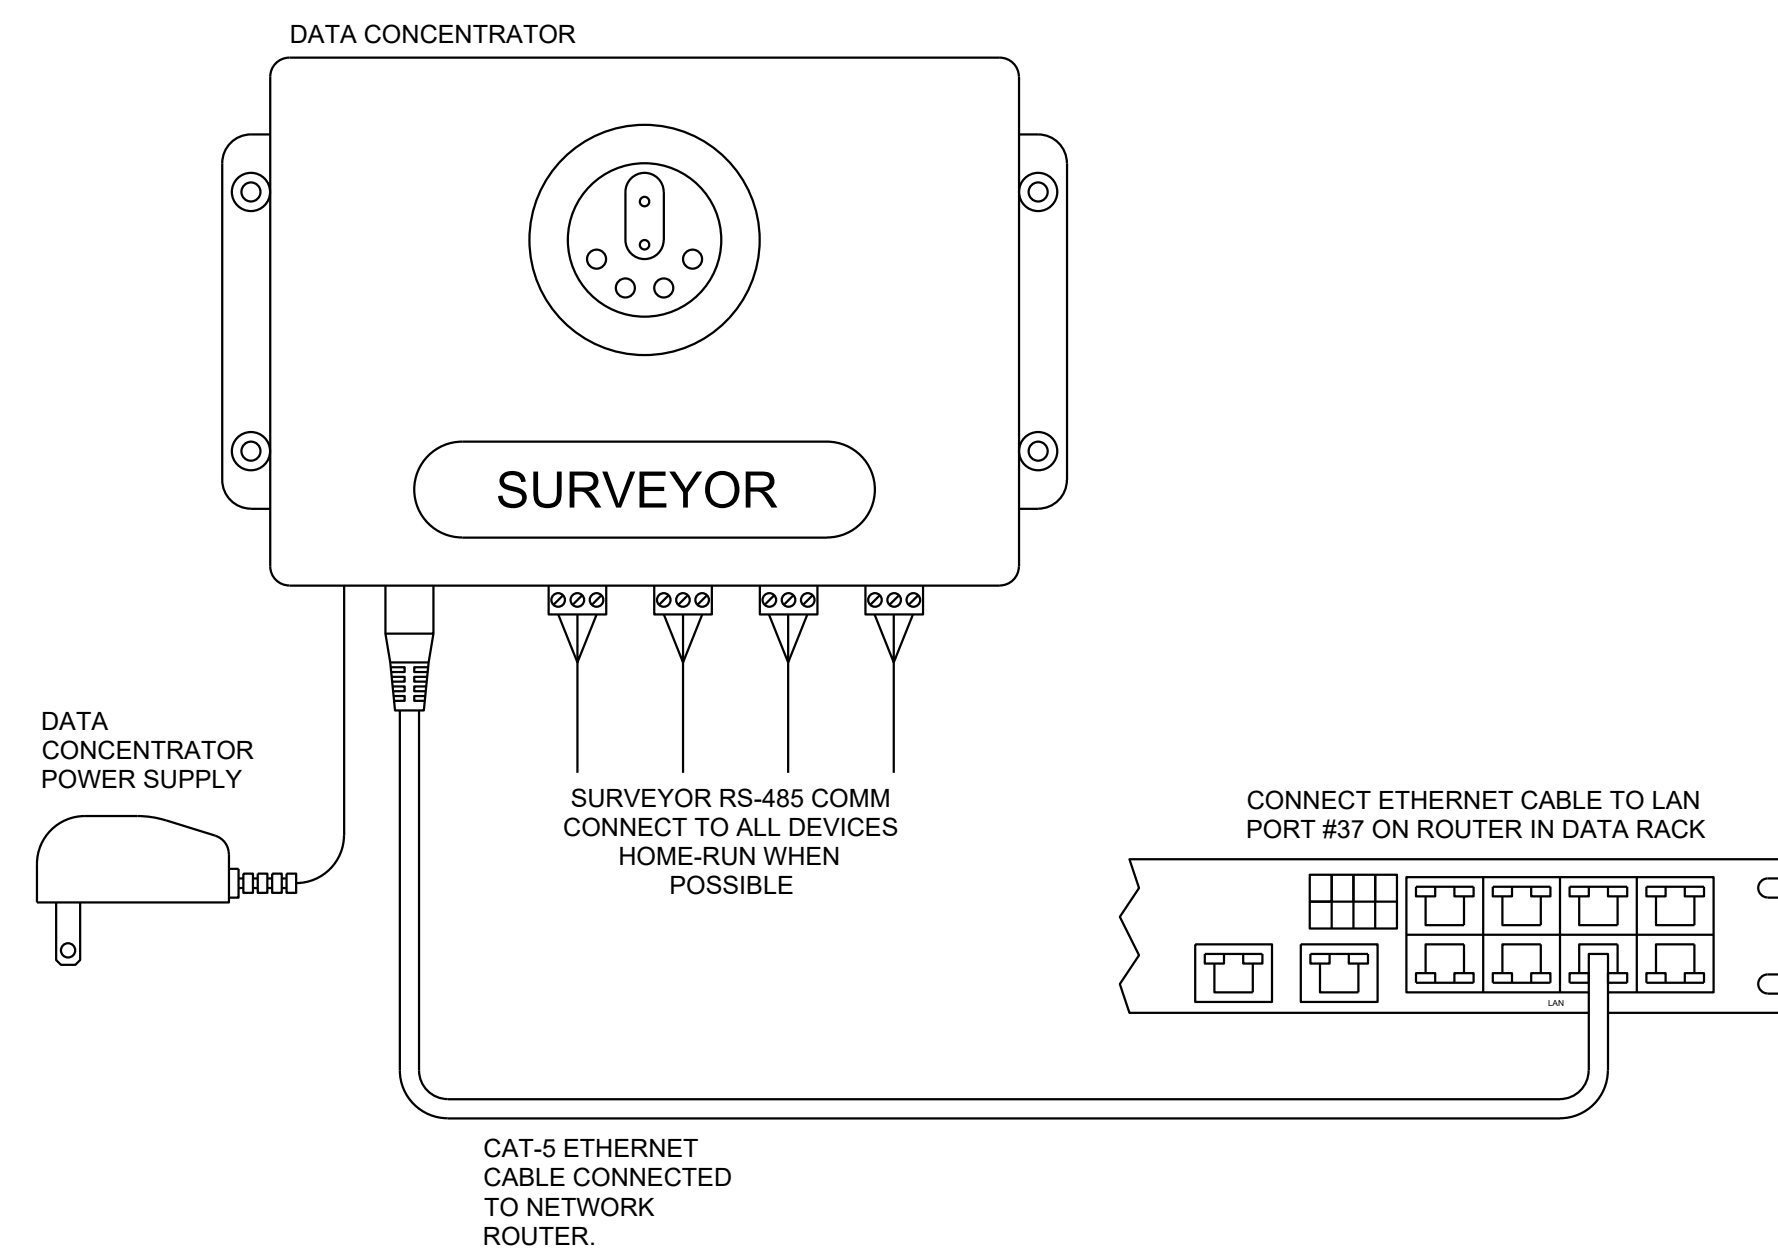 DATA CONCENTRATOR
SURVEYOR
DATA
CONCENTRATOR
POWER SUPPLY
SURVEYOR RS-485 COMM
CONNECT TO ALL DEVICES
HOME-RUN WHEN
POSSIBLE
CONNECT ETHERNET CABLE TO LAN
PORT #37 ON ROUTER IN DATA RACK
LAN
CAT-5 ETHERNET
CABLE CONNECTED
TO NETWORK
ROUTER.